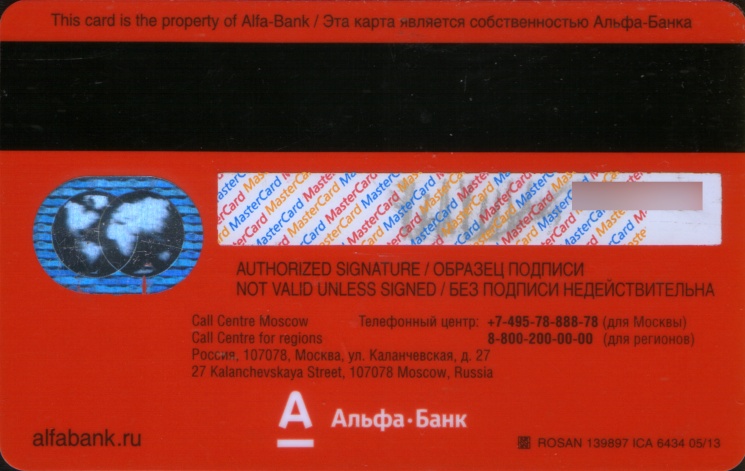 This card is the property of Alfa-Bank / Эта карта является собственностью Альфа-Банка
AUTHORIZED SIGNATURE / ОБРАЗЕЦ ПОДПИСИ
NOT VALID UNLESS SIGNED / БЕЗ ПОДПИСИ НЕДЕЙСТВИТЕЛЬНА
Call Centre Moscow Телефонный центр: +7-495-78-888-78 (для Москвы)
Call Centre for regions 8-800-200-00-00 (для регионов)
Россия, 107078, Москва, ул. Каланчевская, д. 27
27 Kalanchevskaya Street, 107078 Moscow, Russia
А Альфа·Банк
alfabank.ru
ROSAN 139897 ICA 6434 05/13